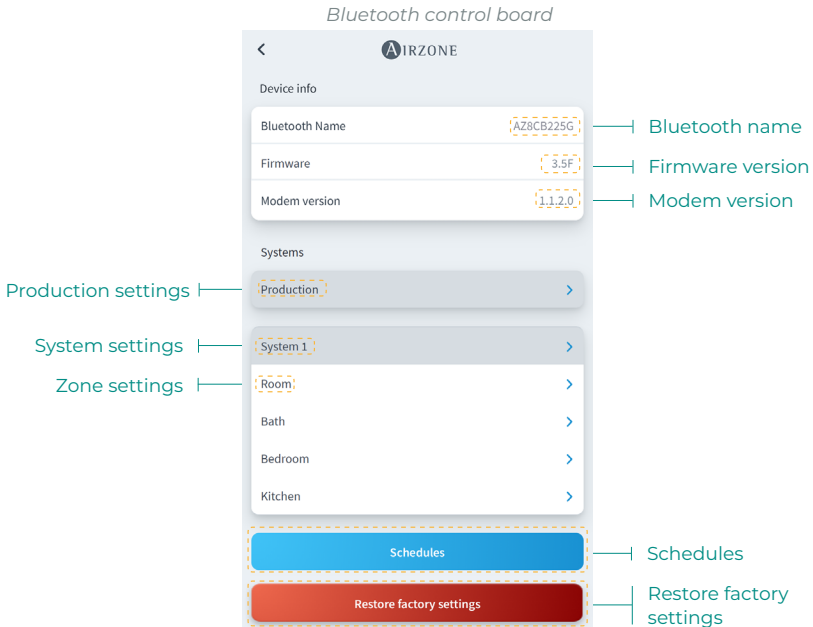 Bluetooth control board
AIRZONE
Device info
Bluetooth Name AZ8CB225G Bluetooth name
Firmware 3.5F Firmware version
Modem version 1.1.2.0 Modem version
Systems
Production settings Production
System settings System 1
Zone settings Room
Bath
Bedroom
Kitchen
Schedules Schedules
Restore factory settings Restore factory
settings